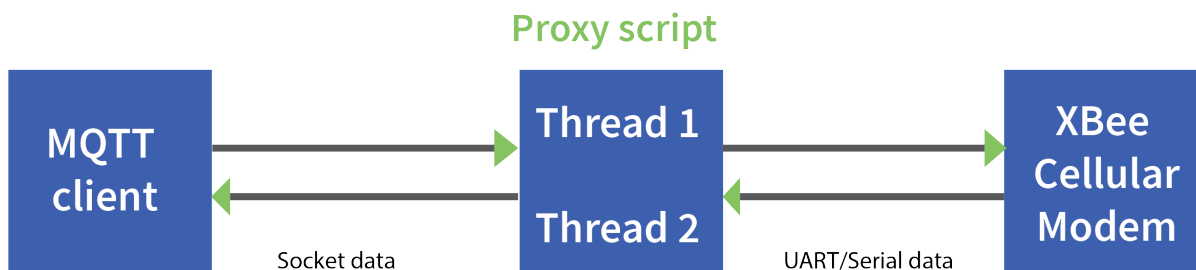 Proxy script
MQTT
client
Thread 1
Thread 2
XBee
Cellular
Modem
Socket data
UART/Serial data